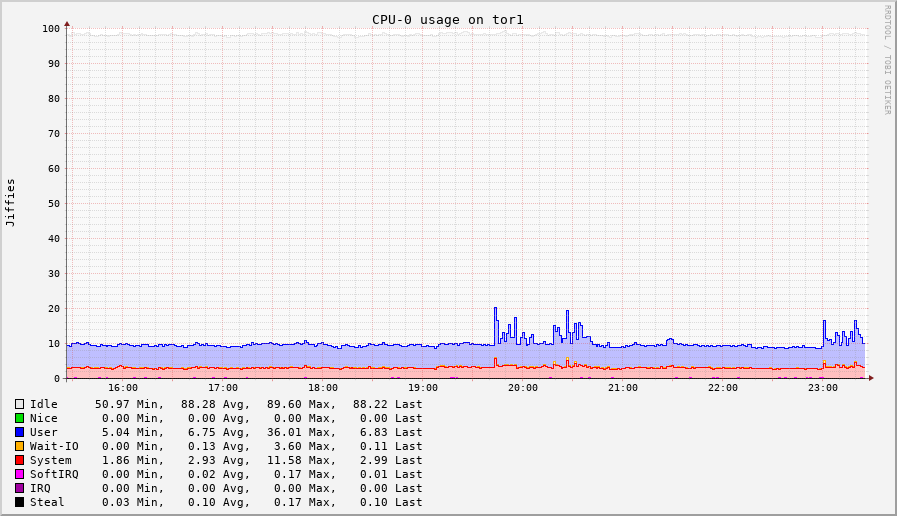 CPU-0 usage on tor1
RRDTOOL / TOBI OETIKER
Jiffies
100
90
80
70
60
50
40
30
20
10
0
16:00 17:00 18:00 19:00 20:00 21:00 22:00 23:00
Idle 50.97 Min, 88.28 Avg, 89.60 Max, 88.22 Last
Nice 0.00 Min, 0.00 Avg, 0.00 Max, 0.00 Last
User 5.04 Min, 6.75 Avg, 36.01 Max, 6.83 Last
Wait-IO 0.00 Min, 0.13 Avg, 3.60 Max, 0.11 Last
System 1.86 Min, 2.93 Avg, 11.58 Max, 2.99 Last
SoftIRQ 0.00 Min, 0.02 Avg, 0.17 Max, 0.01 Last
IRQ 0.00 Min, 0.00 Avg, 0.00 Max, 0.00 Last
Steal 0.03 Min, 0.10 Avg, 0.17 Max, 0.10 Last